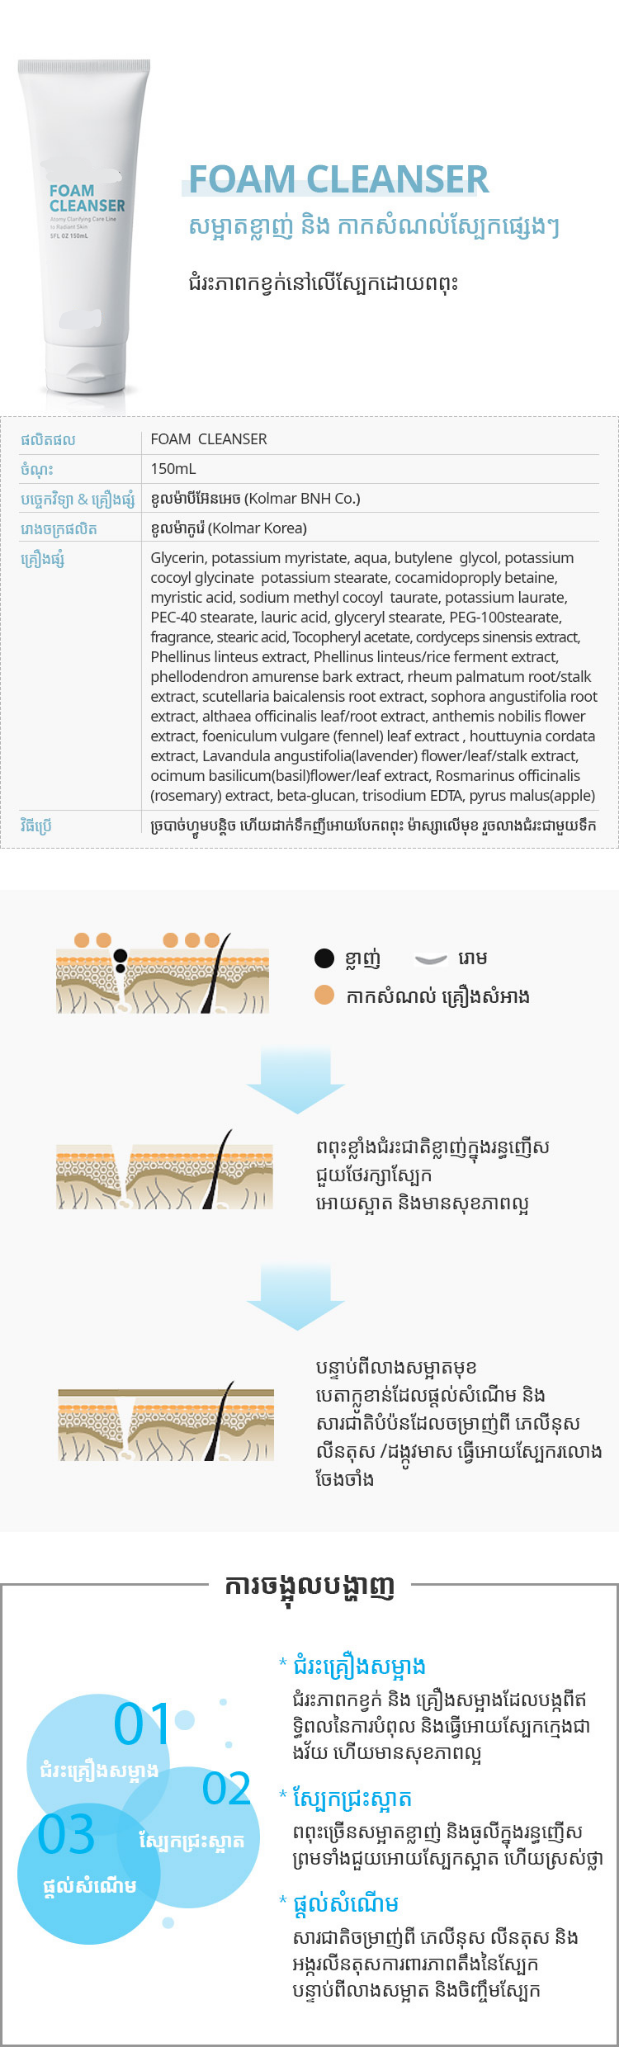 FOAM
CLEANSER
Atomy Clarifying Care Line
to Radiant Skin
5FL OZ 150mL
FOAM CLEANSER
សម្អាតខ្លាញ់ និង កាកសំណល់ស្បែកផ្សេងៗ
ជំរះភាពកខ្វក់នៅលើស្បែកដោយពពុះ
ផលិតផល
FOAM CLEANSER
ចំណុះ
150mL
បច្ចេកវិទ្យា & គ្រឿងផ្សំ
ខូលម៉ាប៊ីអ៊ែនអេច (Kolmar BNH Co.)
រោងចក្រផលិត
ខូលម៉ាកូរ៉េ (Kolmar Korea)
គ្រឿងផ្សំ
Glycerin, potassium myristate, aqua, butylene glycol, potassium
cocoyl glycinate potassium stearate, cocamidoproply betaine,
myristic acid, sodium methyl cocoyl taurate, potassium laurate,
PEC-40 stearate, lauric acid, glyceryl stearate, PEG-100stearate,
fragrance, stearic acid, Tocopheryl acetate, cordyceps sinensis extract,
Phellinus linteus extract, Phellinus linteus/rice ferment extract,
phellodendron amurense bark extract, rheum palmatum root/stalk
extract, scutellaria baicalensis root extract, sophora angustifolia root
extract, althaea officinalis leaf/root extract, anthemis nobilis flower
extract, foeniculum vulgare (fennel) leaf extract , houttuynia cordata
extract, Lavandula angustifolia(lavender) flower/leaf/stalk extract,
ocimum basilicum(basil)flower/leaf extract, Rosmarinus officinalis
(rosemary) extract, beta-glucan, trisodium EDTA, pyrus malus(apple)
វិធីប្រើ
ច្របាច់ហ្វូមបន្តិច ហើយដាក់ទឹកញីអោយបែកពពុះ ម៉ាស្សាលើមុខ រួចលាងជំរះជាមួយទឹក
ខ្លាញ់
រោម
កាកសំណល់ គ្រឿងសំអាង
ពពុះខ្លាំងជំរះជាតិខ្លាញ់ក្នុងរន្ធញើស
ជួយថែរក្សាស្បែក
អោយស្អាត និងមានសុខភាពល្អ
បន្ទាប់ពីលាងសម្អាតមុខ
បេតាក្លូខាន់ដែលផ្តល់សំណើម និង
សារជាតិបំប៉នដែលចម្រាញ់ពី ភេលីនុស
លីនតុស /ដង្កូវមាស ធ្វើអោយស្បែករលោង
ចែងចាំង
ការចង្អុលបង្ហាញ
01
ជំរះគ្រឿងសម្អាង
02
ស្បែកជ្រះស្អាត
03
ផ្តល់សំណើម
* ជំរះគ្រឿងសម្អាង
ជំរះភាពកខ្វក់ និង គ្រឿងសម្អាងដែលបង្កពីឥ
ទ្ធិពលនៃការបំពុល និងធ្វើអោយស្បែកក្មេងជា
ងវ័យ ហើយមានសុខភាពល្អ
* ស្បែកជ្រះស្អាត
ពពុះច្រើនសម្អាតខ្លាញ់ និងធូលីក្នុងរន្ធញើស
ព្រមទាំងជួយអោយស្បែកស្អាត ហើយស្រស់ថ្លា
* ផ្តល់សំណើម
សារជាតិចម្រាញ់ពី ភេលីនុស លីនតុស និង
អង្ករលីនតុសការពារភាពតឹងនៃស្បែក
បន្ទាប់ពីលាងសម្អាត និងចិញ្ចឹមស្បែក